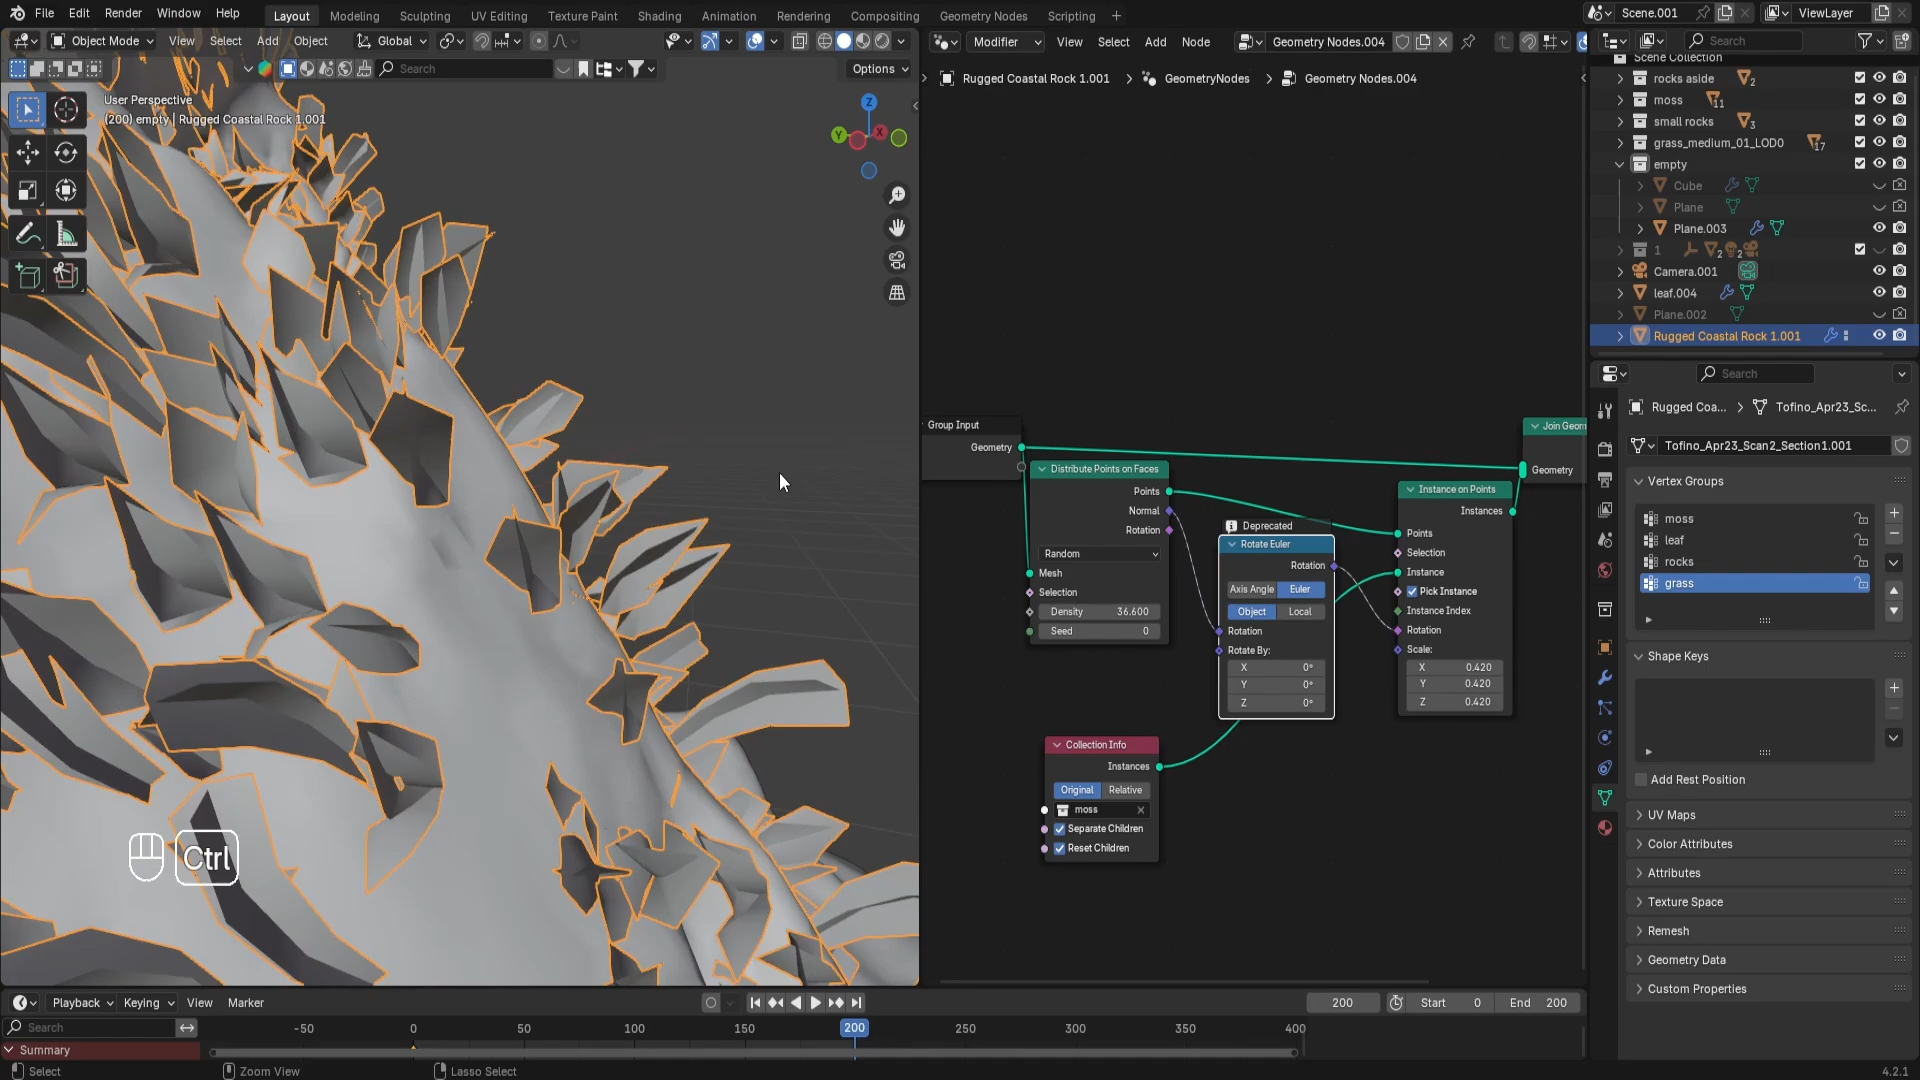 File Edit Render Window Help Layout Modeling Sculpting UV Editing Texture Paint Shading Animation Rendering Compositing Geometry Nodes Scripting + Scene.001 ViewLayer
Object Mode View Select Add Object Global
Modifier View Select Add Node Geometry Nodes.004
Search
Search
Options
User Perspective
(200) empty | Rugged Coastal Rock 1.001
Z
Y
X
Rugged Coastal Rock 1.001 > GeometryNodes > Geometry Nodes.004
Group Input
Geometry
Distribute Points on Faces
Points
Normal
Rotation
Random
Mesh
Selection
Density 36.600
Seed 0
Deprecated
Rotate Euler
Rotation
Axis Angle Euler
Object Local
Rotation
Rotate By:
X 0°
Y 0°
Z 0°
Collection Info
Instances
Original Relative
moss
Separate Children
Reset Children
Instance on Points
Instances
Points
Selection
Instance
Pick Instance
Instance Index
Rotation
Scale:
X 0.420
Y 0.420
Z 0.420
Join Geom
Geometry
Scene Collection
rocks aside 2
moss 11
small rocks 3
grass_medium_01_LOD0 17
empty
Cube
Plane
Plane.003
1 2 2
Camera.001
leaf.004
Plane.002
Rugged Coastal Rock 1.001
Search
Rugged Coa... > Tofino_Apr23_Sc...
Tofino_Apr23_Scan2_Section1.001
Vertex Groups
moss
leaf
rocks
grass
Shape Keys
Add Rest Position
UV Maps
Color Attributes
Attributes
Texture Space
Remesh
Geometry Data
Custom Properties
Ctrl
Playback Keying View Marker 200 Start 0 End 200
Search -50 0 50 100 150 200 250 300 350 400
Summary
Select Zoom View Lasso Select 4.2.1